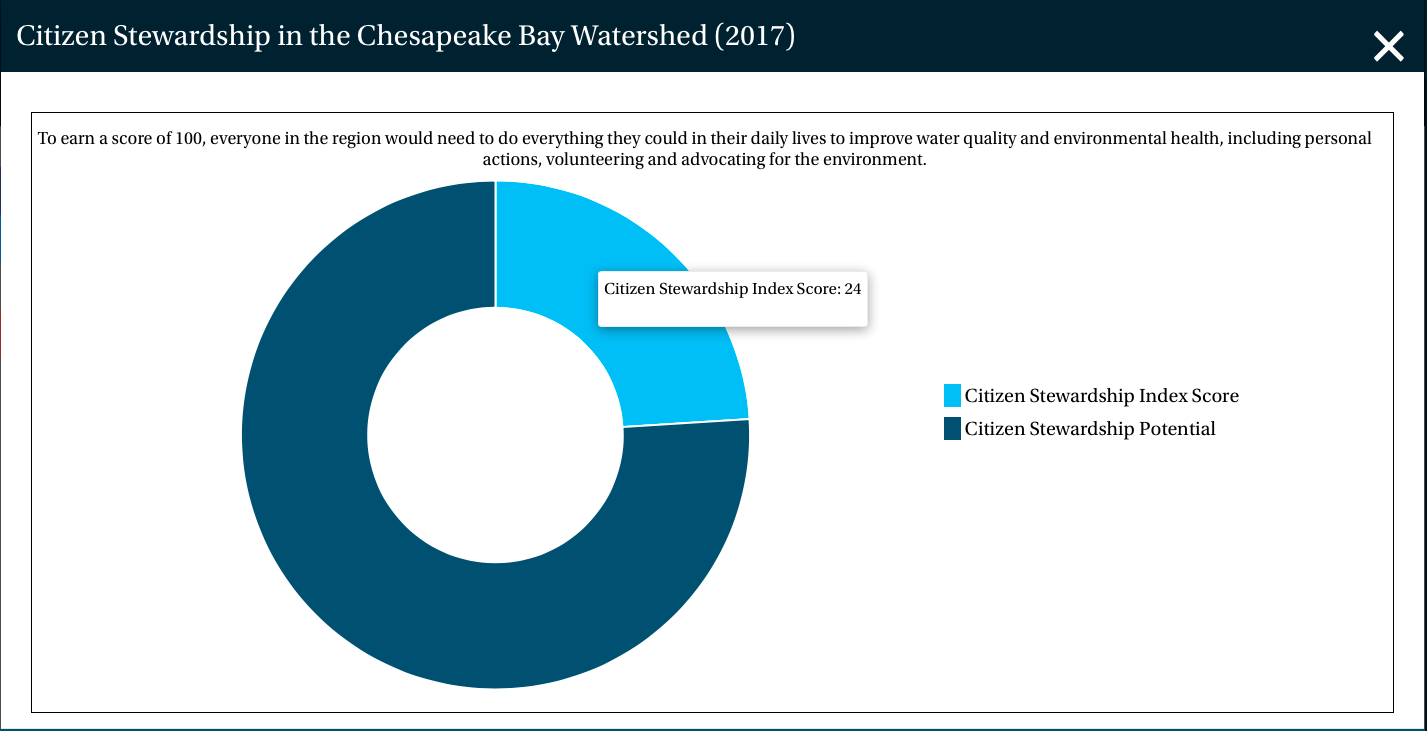 Citizen Stewardship in the Chesapeake Bay Watershed (2017)
To earn a score of 100, everyone in the region would need to do everything they could in their daily lives to improve water quality and environmental health, including personal
actions, volunteering and advocating for the environment.
Citizen Stewardship Index Score: 24
Citizen Stewardship Index Score
Citizen Stewardship Potential